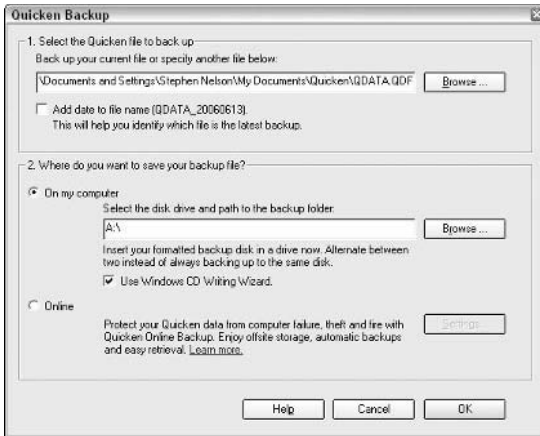 Quicken Backup
1. Select the Quicken file to back up
Back up your current file or specify another file below:
\Documents and Settings\Stephen Nelson\My Documents\Quicken\QDATA.QDF
Browse ...
Add date to file name (QDATA_20060613).
This will help you identify which file is the latest backup.
2. Where do you want to save your backup file?
On my computer
Select the disk drive and path to the backup folder:
A:\
Browse ...
Insert your formatted backup disk in a drive now. Alternate between
two instead of always backing up to the same disk.
Use Windows CD Writing Wizard.
Online
Protect your Quicken data from computer failure, theft and fire with
Quicken Online Backup. Enjoy offsite storage, automatic backups
and easy retrieval. Learn more.
Settings...
Help
Cancel
OK